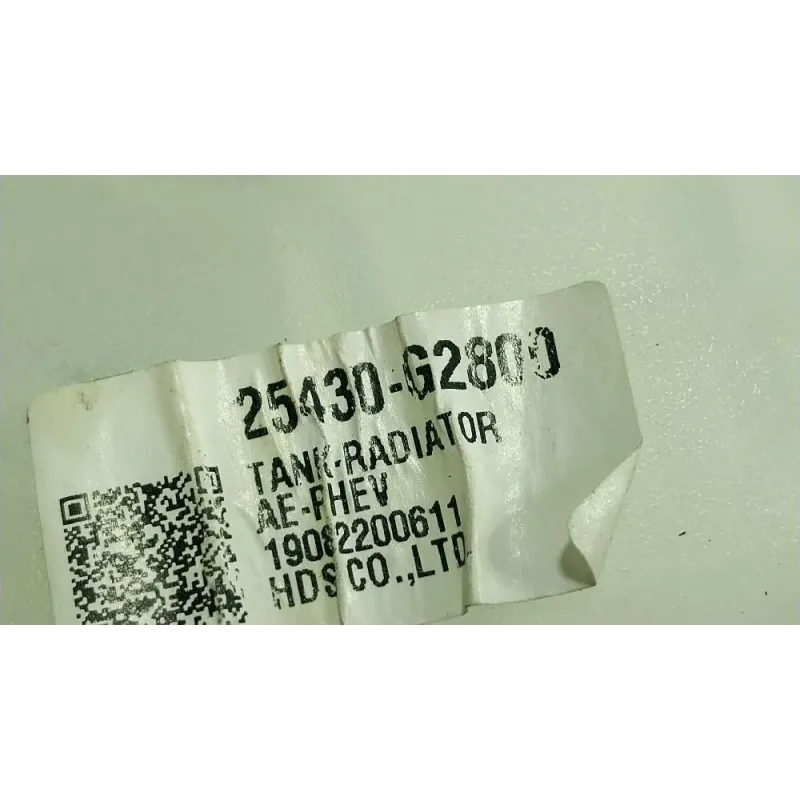 25430-G2800
TANK-RADIATOR
AE-PHEV
19082200611
HDS CO.,LTD.